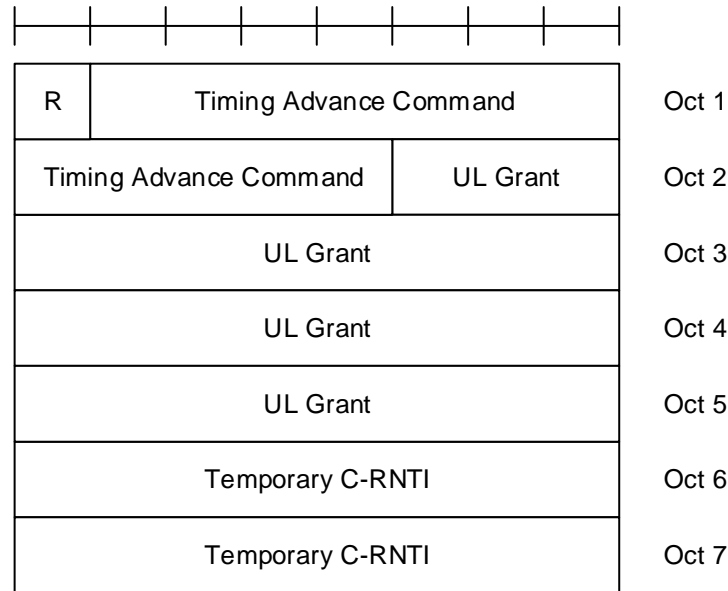 R Timing Advance Command Oct 1
Timing Advance Command UL Grant Oct 2
UL Grant Oct 3
UL Grant Oct 4
UL Grant Oct 5
Temporary C-RNTI Oct 6
Temporary C-RNTI Oct 7